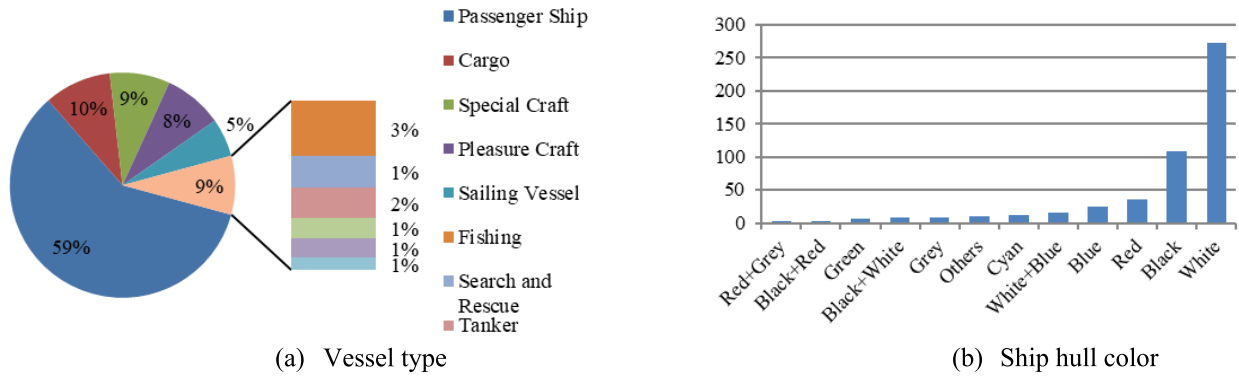 Passenger Ship
Cargo
Special Craft
Pleasure Craft
Sailing Vessel
Fishing
Search and
Rescue
Tanker
59%
10%
9%
8%
5%
9%
3%
1%
2%
1%
1%
1%
(a) Vessel type
300
250
200
150
100
50
0
Red+Grey
Black+Red
Green
Black+White
Grey
Others
Cyan
White+Blue
Blue
Red
Black
White
(b) Ship hull color